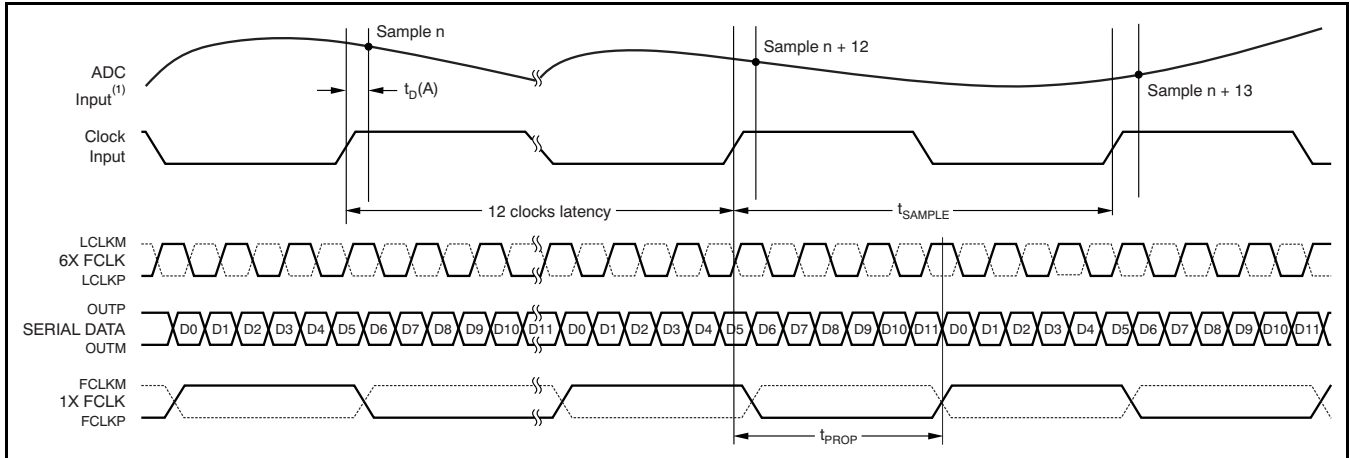 Sample n
Sample n + 12
Sample n + 13
ADC
Input(1)
tD(A)
Clock
Input
12 clocks latency
tSAMPLE
LCLKM
6X FCLK
LCLKP
OUTP
SERIAL DATA
OUTM
D0 D1 D2 D3 D4 D5 D6 D7 D8 D9 D10 D11 D0 D1 D2 D3 D4 D5 D6 D7 D8 D9 D10 D11 D0 D1 D2 D3 D4 D5 D6 D7 D8 D9 D10 D11
FCLKM
1X FCLK
FCLKP
tPROP